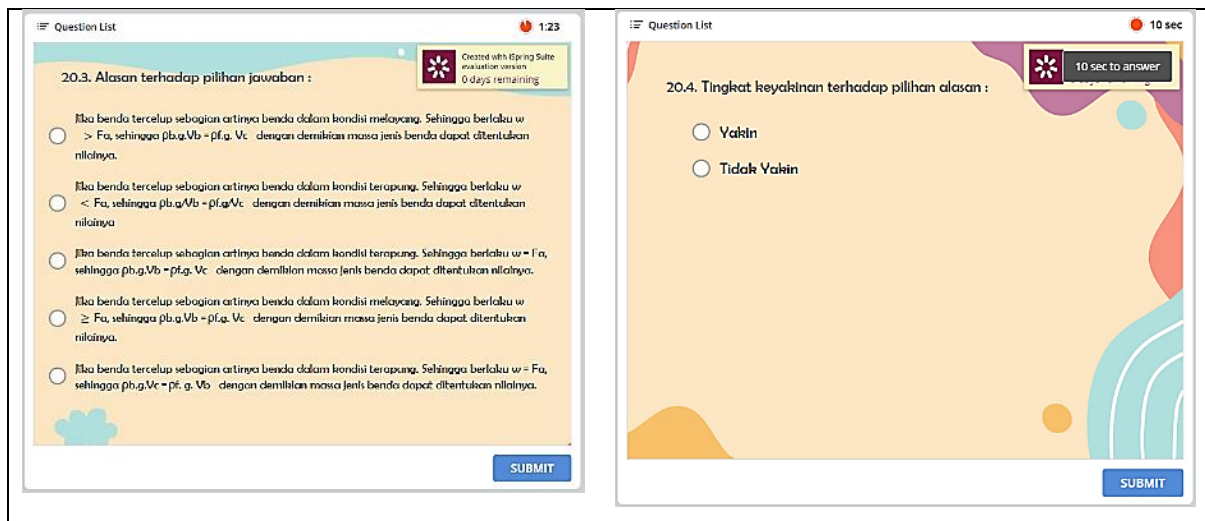 Question List
1:23
Created with iSpring Suite
evaluation version
0 days remaining
20.3. Alasan terhadap pilihan jawaban :
Jika benda tercelup sebagian artinya benda dalam kondisi melayang. Sehingga berlaku w
> Fa, sehingga ρb.g.Vb = ρf.g. Vc dengan demikian massa jenis benda dapat ditentukan
nilainya.
Jika benda tercelup sebagian artinya benda dalam kondisi terapung. Sehingga berlaku w
< Fa, sehingga ρb.g/Vb = ρf.g/Vc dengan demikian massa jenis benda dapat ditentukan
nilainya
Jika benda tercelup sebagian artinya benda dalam kondisi terapung. Sehingga berlaku w = Fa,
sehingga ρb.g.Vb = ρf.g. Vc dengan demikian massa jenis benda dapat ditentukan nilainya.
Jika benda tercelup sebagian artinya benda dalam kondisi melayang. Sehingga berlaku w
≥ Fa, sehingga ρb.g.Vb = ρf.g. Vc dengan demikian massa jenis benda dapat ditentukan
nilainya.
Jika benda tercelup sebagian artinya benda dalam kondisi terapung. Sehingga berlaku w = Fa,
sehingga ρb.g.Vc = ρf. g. Vb dengan demikian massa jenis benda dapat ditentukan nilainya.
SUBMIT
Question List
10 sec
10 sec to answer
20.4. Tingkat keyakinan terhadap pilihan alasan :
Yakin
Tidak Yakin
SUBMIT